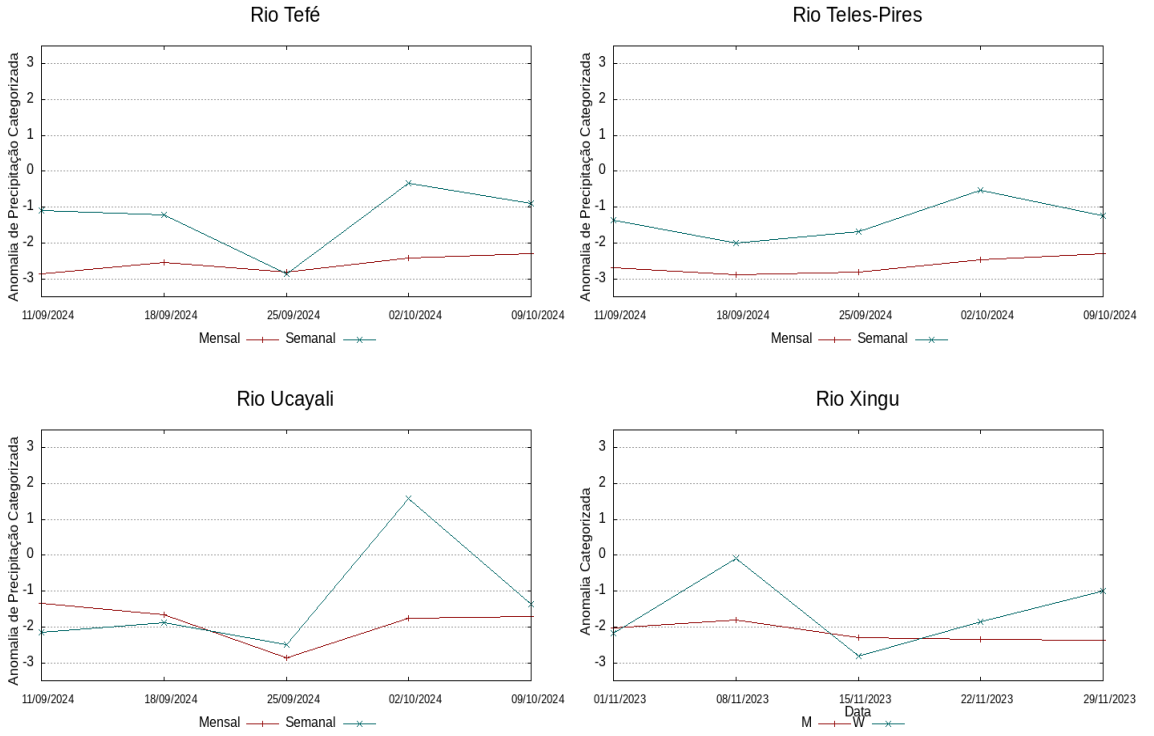 Rio Tefé
Anomalia de Precipitação Categorizada
3
2
1
0
-1
-2
-3
11/09/2024 18/09/2024 25/09/2024 02/10/2024 09/10/2024
Mensal Semanal
Rio Teles-Pires
Anomalia de Precipitação Categorizada
3
2
1
0
-1
-2
-3
11/09/2024 18/09/2024 25/09/2024 02/10/2024 09/10/2024
Mensal Semanal
Rio Ucayali
Anomalia de Precipitação Categorizada
3
2
1
0
-1
-2
-3
11/09/2024 18/09/2024 25/09/2024 02/10/2024 09/10/2024
Mensal Semanal
Rio Xingu
Anomalia Categorizada
3
2
1
0
-1
-2
-3
01/11/2023 08/11/2023 15/11/2023 22/11/2023 29/11/2023
Data
M W